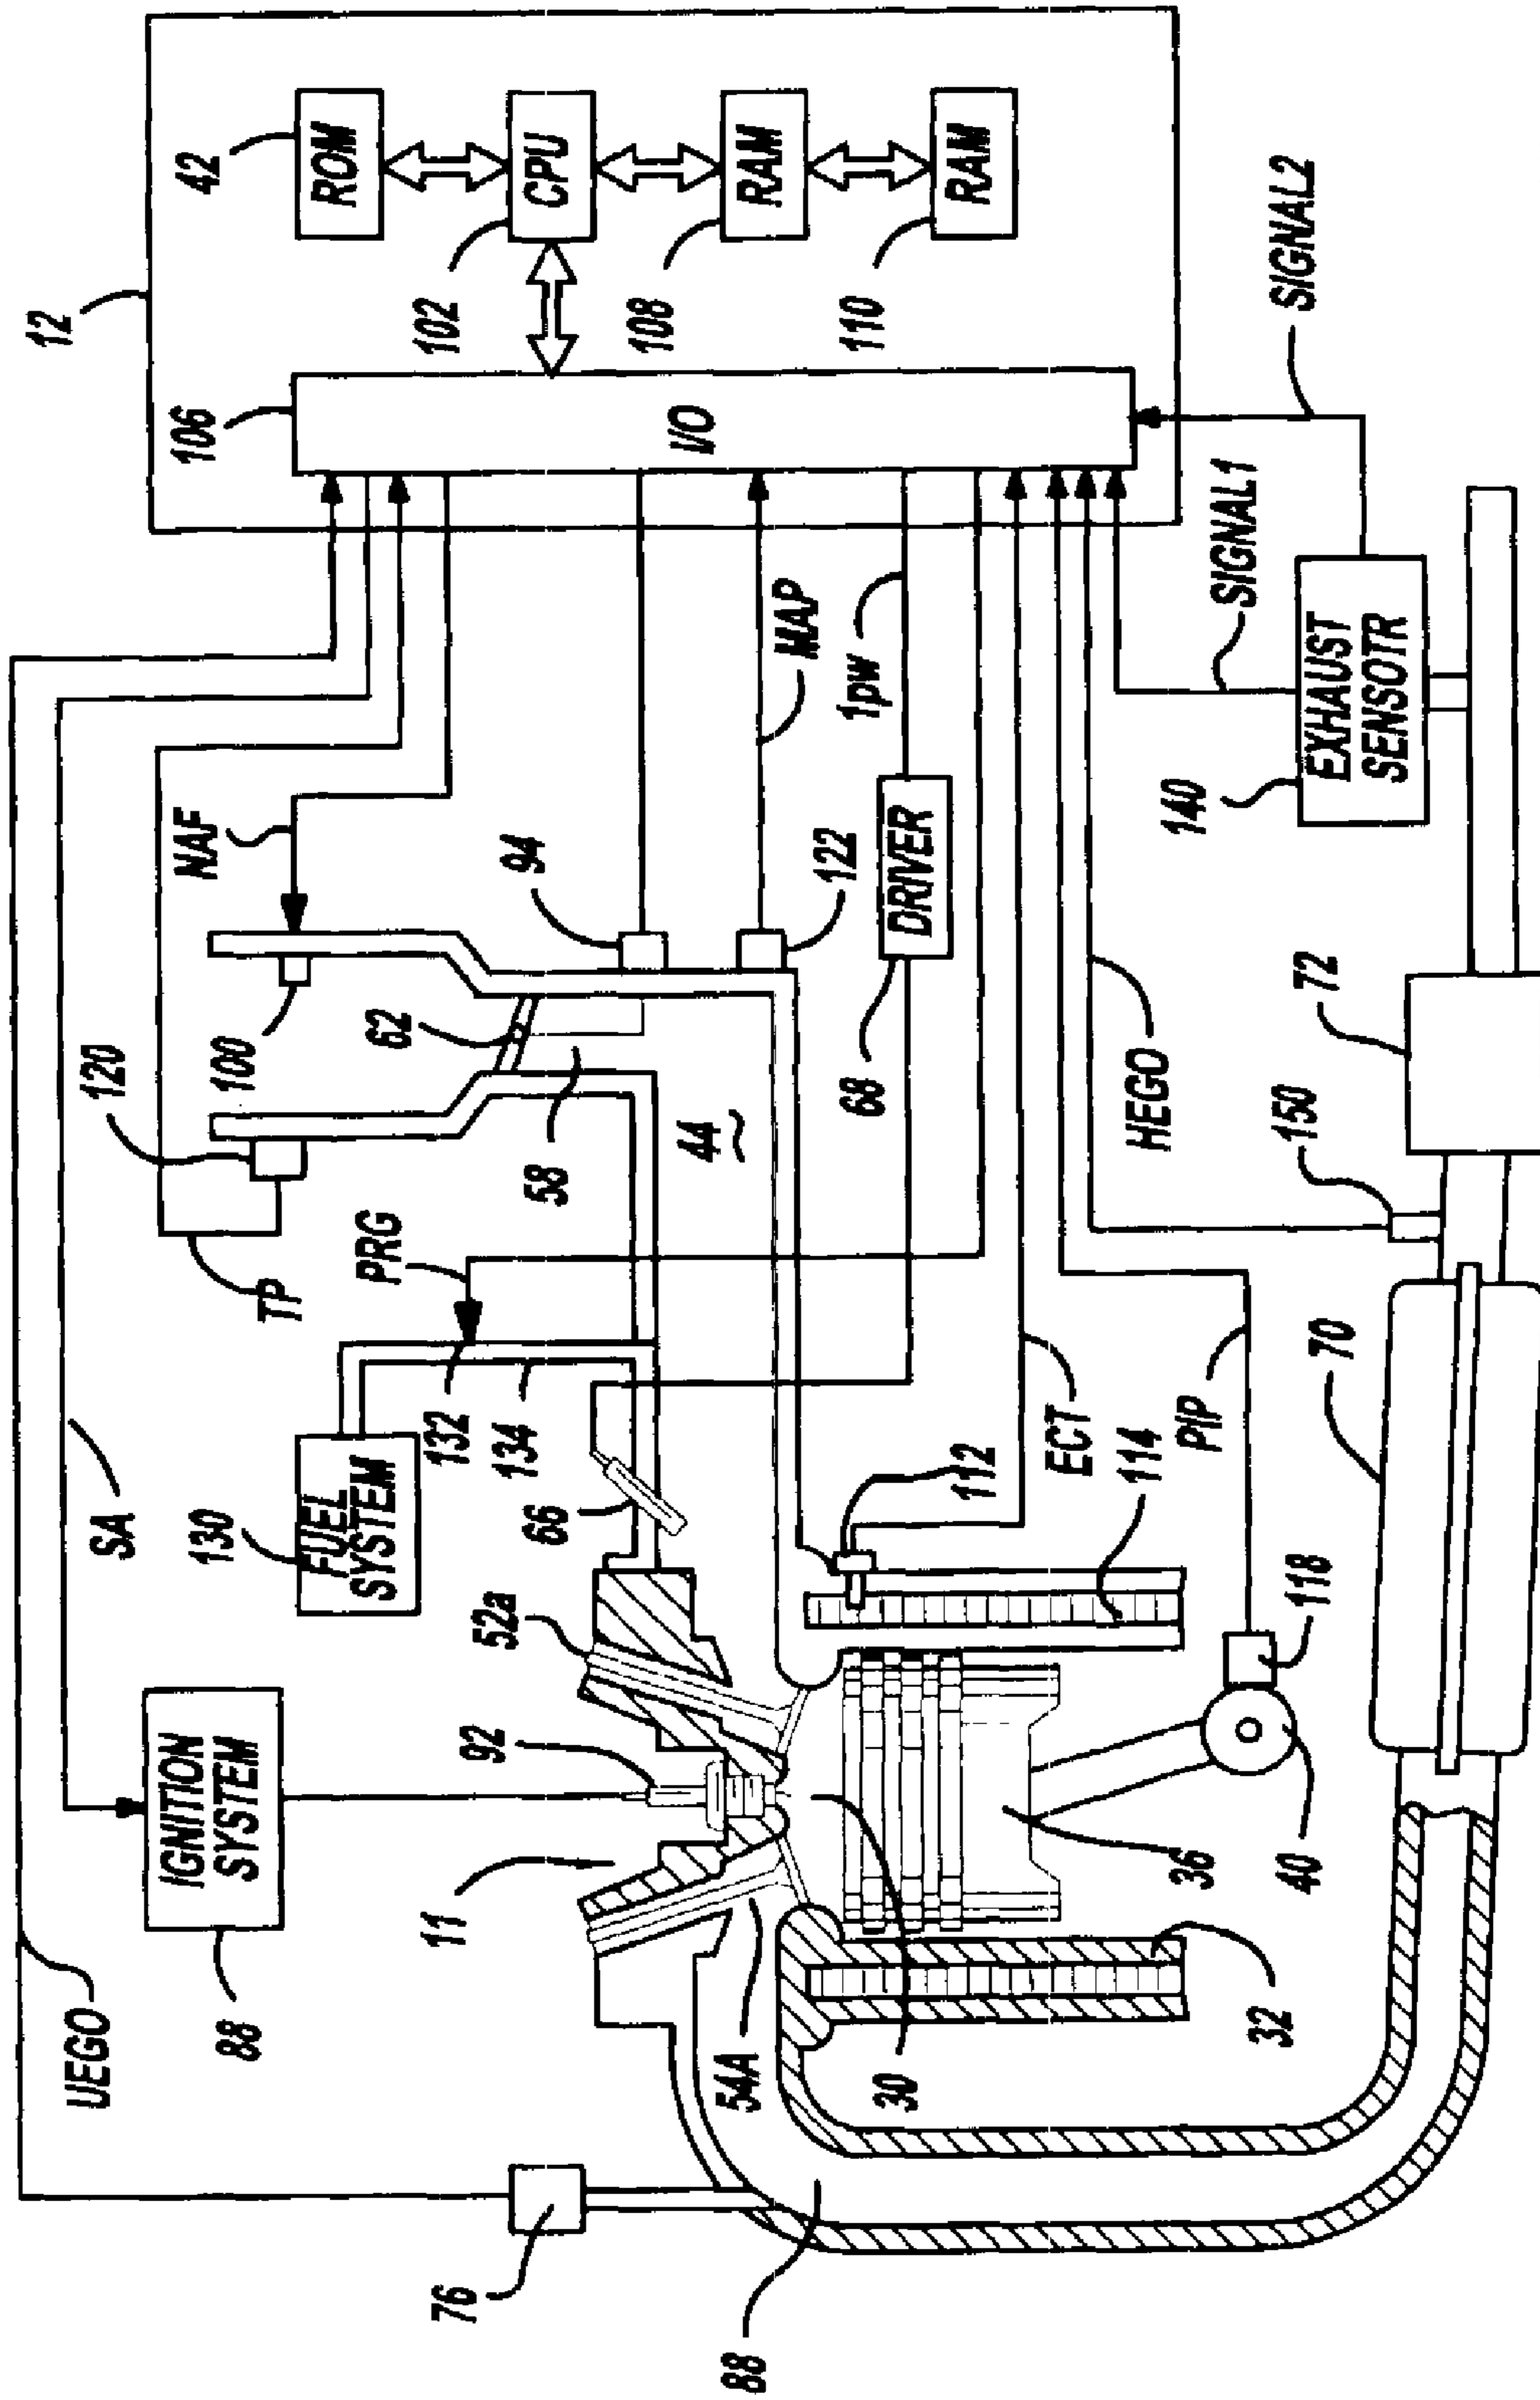 12
42
ROM
102
CPU
108
RAM
110
RAM
106
I/O
SIGNAL2
SIGNAL1
EXHAUST
SENSOTR
140
NAF
94
MAP
122
1pw
DRIVER
68
100
120
62
58
44
TP
PRG
132
134
HEGO
72
150
SA
FUEL
SYSTEM
130
66
ECT
112
114
PIP
70
118
52a
92
IGNITION
SYSTEM
88
11
36
40
32
30
54A
UEGO
76
88